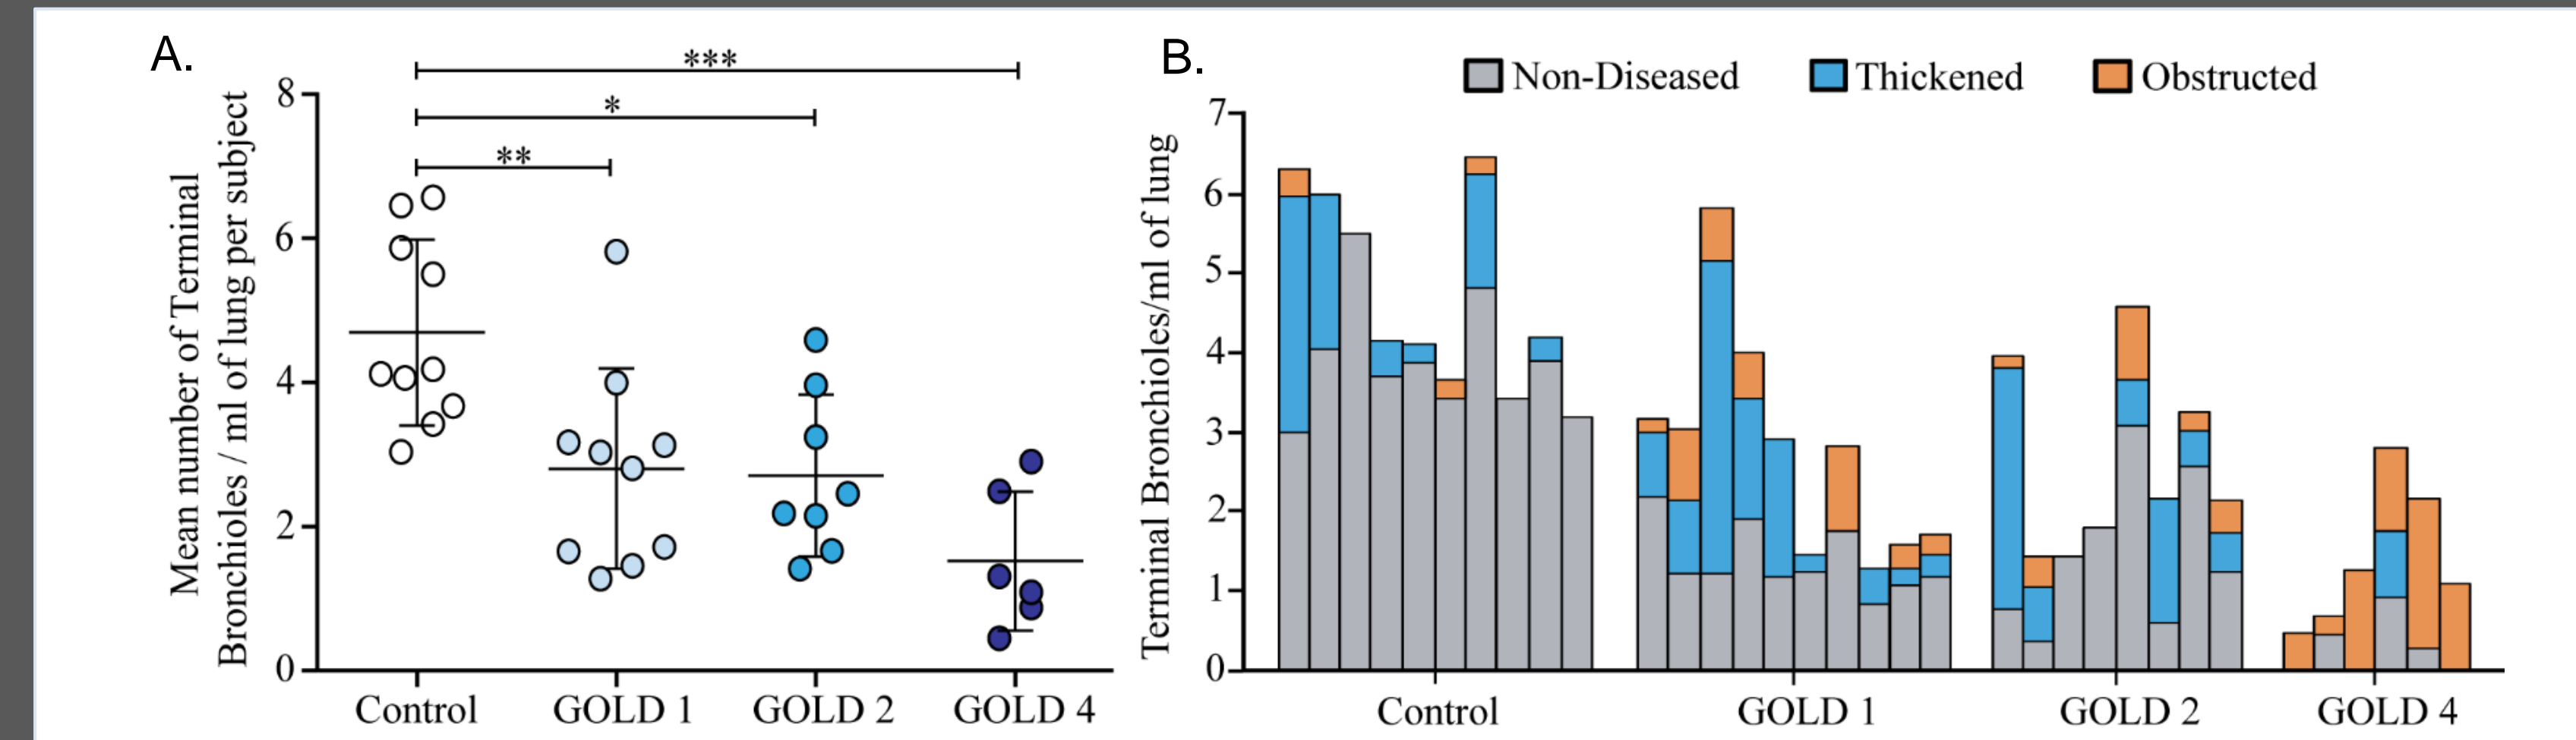 A.
***
*
**
Mean number of Terminal
Bronchioles / ml of lung per subject
8
6
4
2
0
Control
GOLD 1
GOLD 2
GOLD 4
B.
Non-Diseased
Thickened
Obstructed
Terminal Bronchioles/ml of lung
7
6
5
4
3
2
1
0
Control
GOLD 1
GOLD 2
GOLD 4